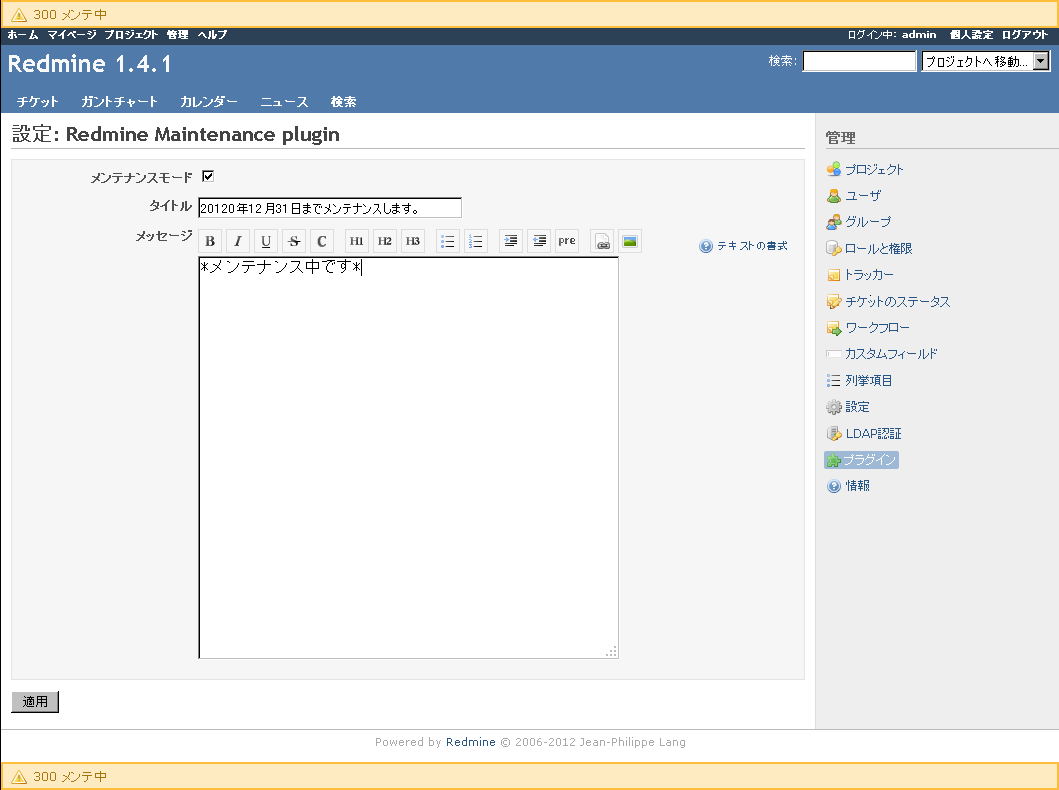 300 メンテ中
ホーム マイページ プロジェクト 管理 ヘルプ ログイン中: admin 個人設定 ログアウト
Redmine 1.4.1 検索: プロジェクトへ移動...
チケット ガントチャート カレンダー ニュース 検索
設定: Redmine Maintenance plugin
メンテナンスモード
タイトル 20120年12月31日までメンテナンスします。
メッセージ B I U S C H1 H2 H3 pre テキストの書式
*メンテナンス中です*
適用
管理
プロジェクト
ユーザ
グループ
ロールと権限
トラッカー
チケットのステータス
ワークフロー
カスタムフィールド
列挙項目
設定
LDAP認証
プラグイン
情報
Powered by Redmine © 2006-2012 Jean-Philippe Lang
300 メンテ中